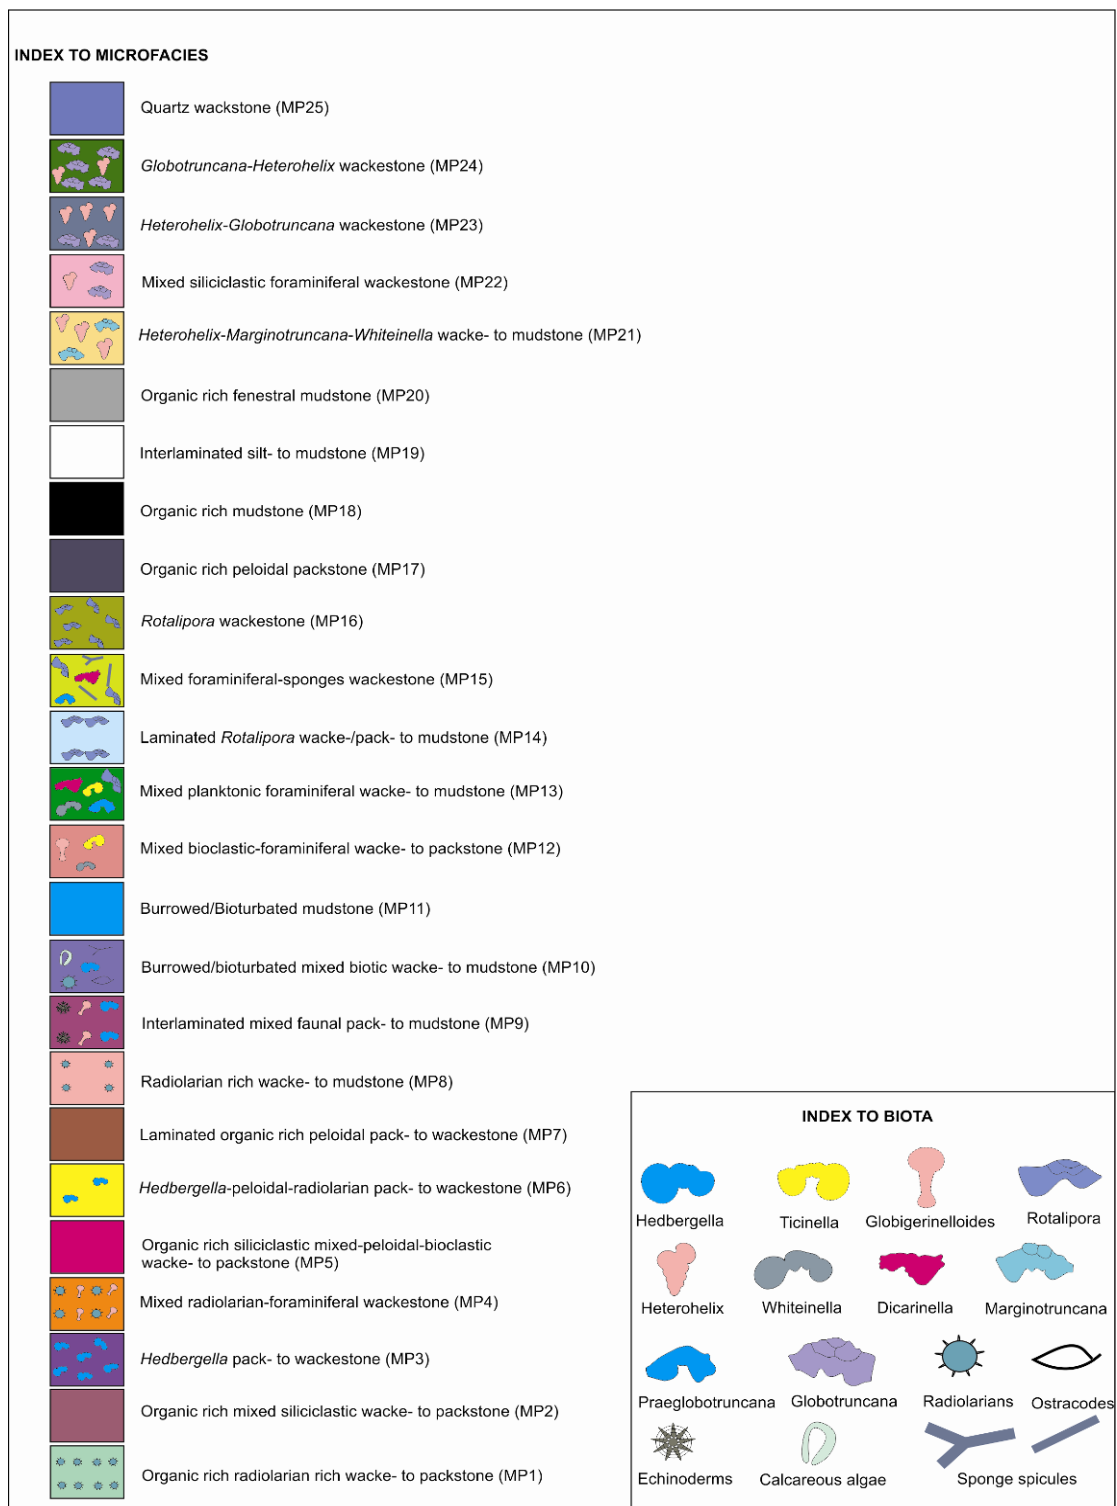 INDEX TO MICROFACIES
Quartz wackstone (MP25)
Globotruncana-Heterohelix wackestone (MP24)
Heterohelix-Globotruncana wackestone (MP23)
Mixed siliciclastic foraminiferal wackestone (MP22)
Heterohelix-Marginotruncana-Whiteinella wacke- to mudstone (MP21)
Organic rich fenestral mudstone (MP20)
Interlaminated silt- to mudstone (MP19)
Organic rich mudstone (MP18)
Organic rich peloidal packstone (MP17)
Rotalipora wackestone (MP16)
Mixed foraminiferal-sponges wackestone (MP15)
Laminated Rotalipora wacke-/pack- to mudstone (MP14)
Mixed planktonic foraminiferal wacke- to mudstone (MP13)
Mixed bioclastic-foraminiferal wacke- to packstone (MP12)
Burrowed/Bioturbated mudstone (MP11)
Burrowed/bioturbated mixed biotic wacke- to mudstone (MP10)
Interlaminated mixed faunal pack- to mudstone (MP9)
Radiolarian rich wacke- to mudstone (MP8)
Laminated organic rich peloidal pack- to wackestone (MP7)
Hedbergella-peloidal-radiolarian pack- to wackestone (MP6)
Organic rich siliciclastic mixed-peloidal-bioclastic
wacke- to packstone (MP5)
Mixed radiolarian-foraminiferal wackestone (MP4)
Hedbergella pack- to wackestone (MP3)
Organic rich mixed siliciclastic wacke- to packstone (MP2)
Organic rich radiolarian rich wacke- to packstone (MP1)
INDEX TO BIOTA
Hedbergella Ticinella Globigerinelloides Rotalipora
Heterohelix Whiteinella Dicarinella Marginotruncana
Praeglobotruncana Globotruncana Radiolarians Ostracodes
Echinoderms Calcareous algae Sponge spicules